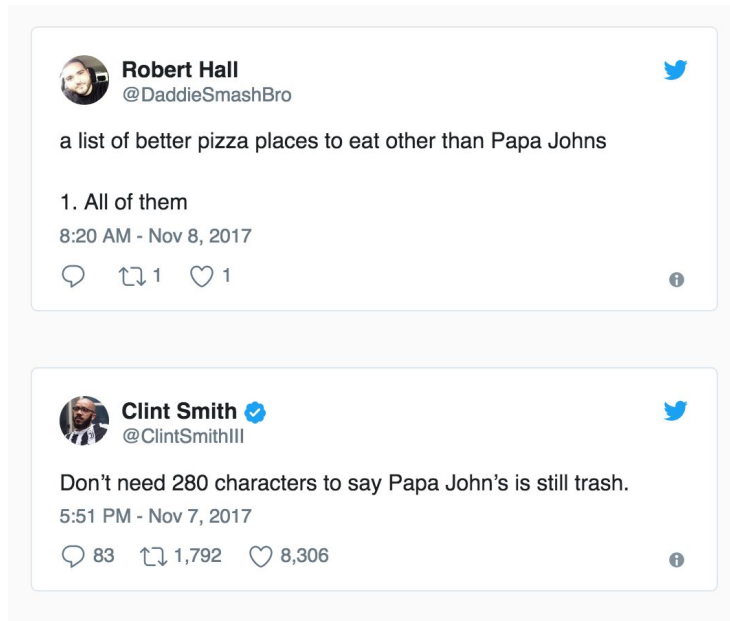 Robert Hall
@DaddieSmashBro
a list of better pizza places to eat other than Papa Johns
1. All of them
8:20 AM - Nov 8, 2017
1 1
Clint Smith
@ClintSmithIII
Don’t need 280 characters to say Papa John’s is still trash.
5:51 PM - Nov 7, 2017
83 1,792 8,306